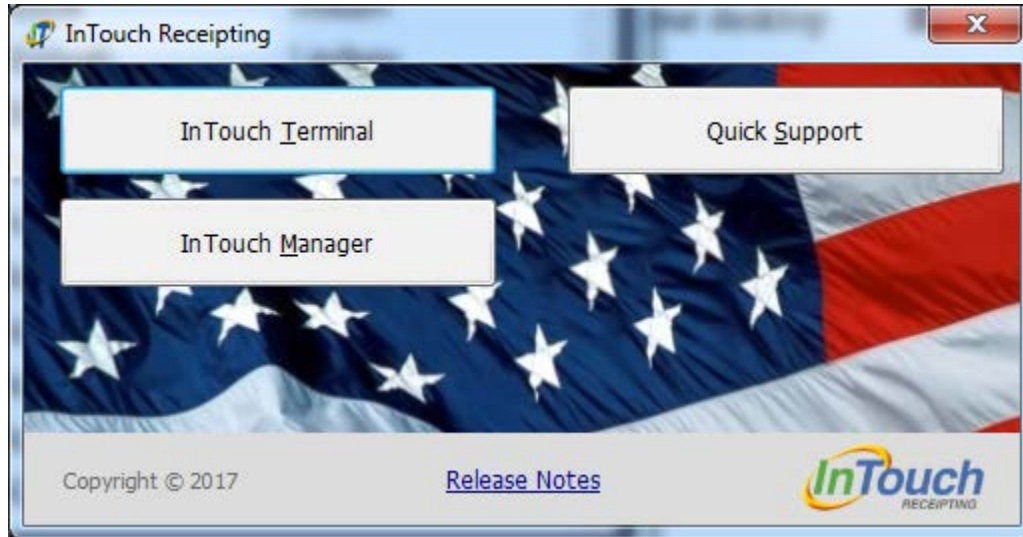 InTouch Receipting
InTouch Terminal
Quick Support
InTouch Manager
Copyright © 2017
Release Notes
InTouch
RECEIPTING